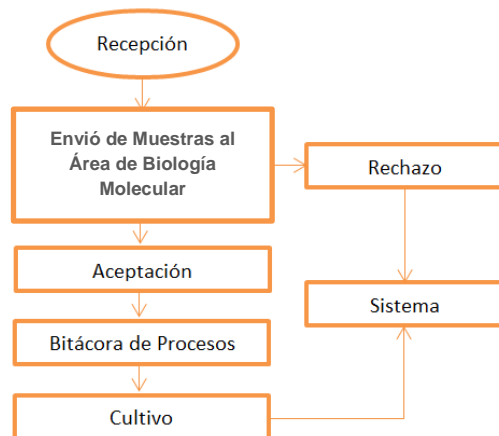 Recepción
Envió de Muestras al
Área de Biología
Molecular
Rechazo
Aceptación
Sistema
Bitácora de Procesos
Cultivo